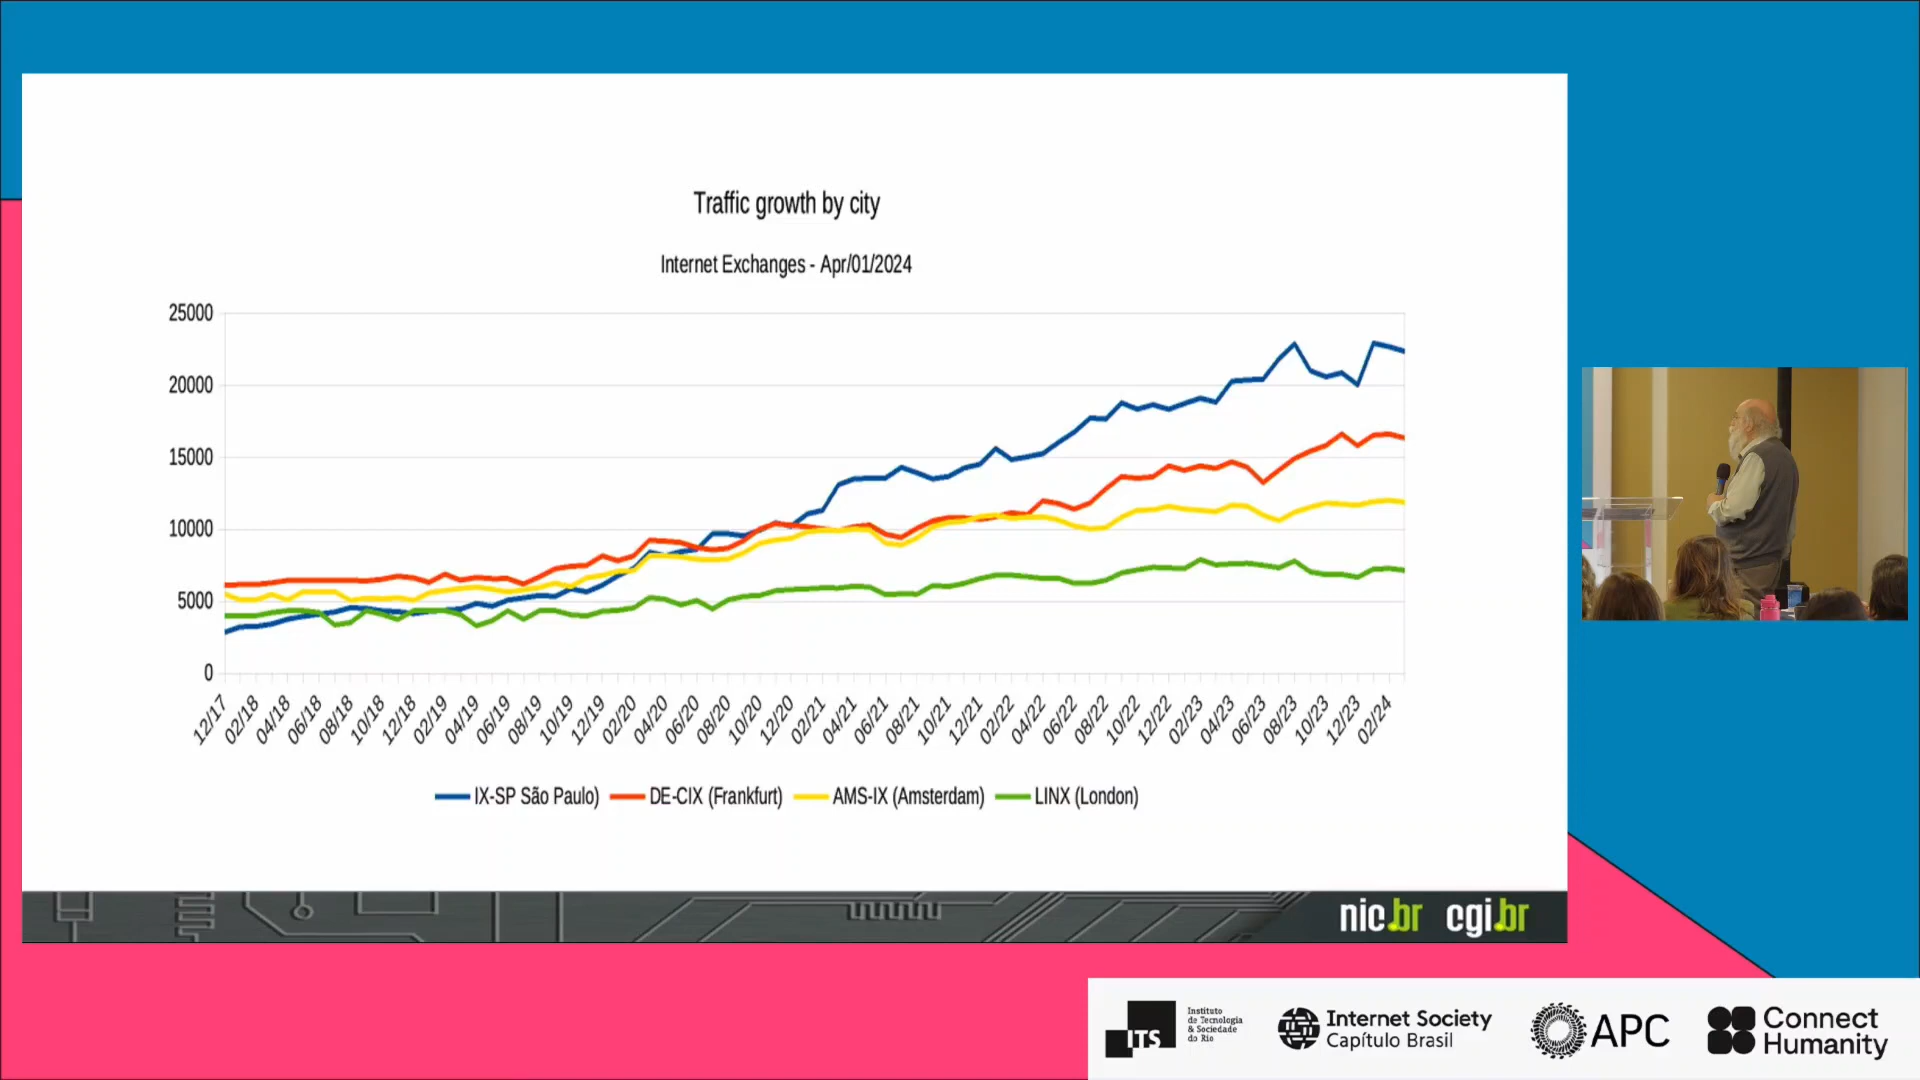 Traffic growth by city
Internet Exchanges - Apr/01/2024
25000
20000
15000
10000
5000
0
12/17 02/18 04/18 06/18 08/18 10/18 12/18 02/19 04/19 06/19 08/19 10/19 12/19 02/20 04/20 06/20 08/20 10/20 12/20 02/21 04/21 06/21 08/21 10/21 12/21 02/22 04/22 06/22 08/22 10/22 12/22 02/23 04/23 06/23 08/23 10/23 12/23 02/24
IX-SP São Paulo) DE-CIX (Frankfurt) AMS-IX (Amsterdam) LINX (London)
nic.br cgi.br
ITS
Instituto
de Tecnologia
& Sociedade
do Rio
Internet Society
Capítulo Brasil
APC
Connect
Humanity